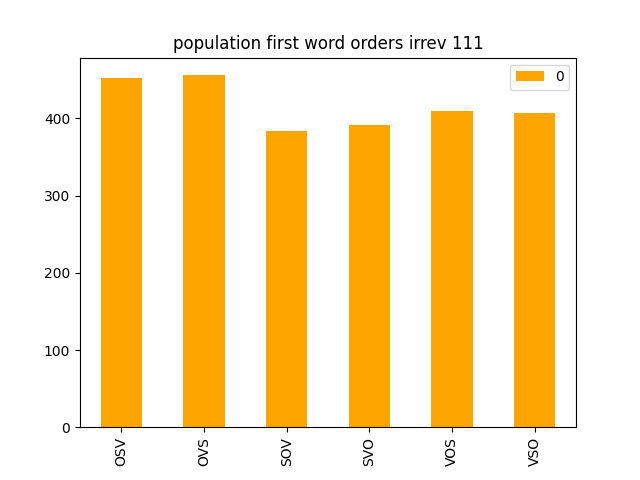 population first word orders irrev 111
0
400
300
200
100
0
OSV
OVS
SOV
SVO
VOS
VSO